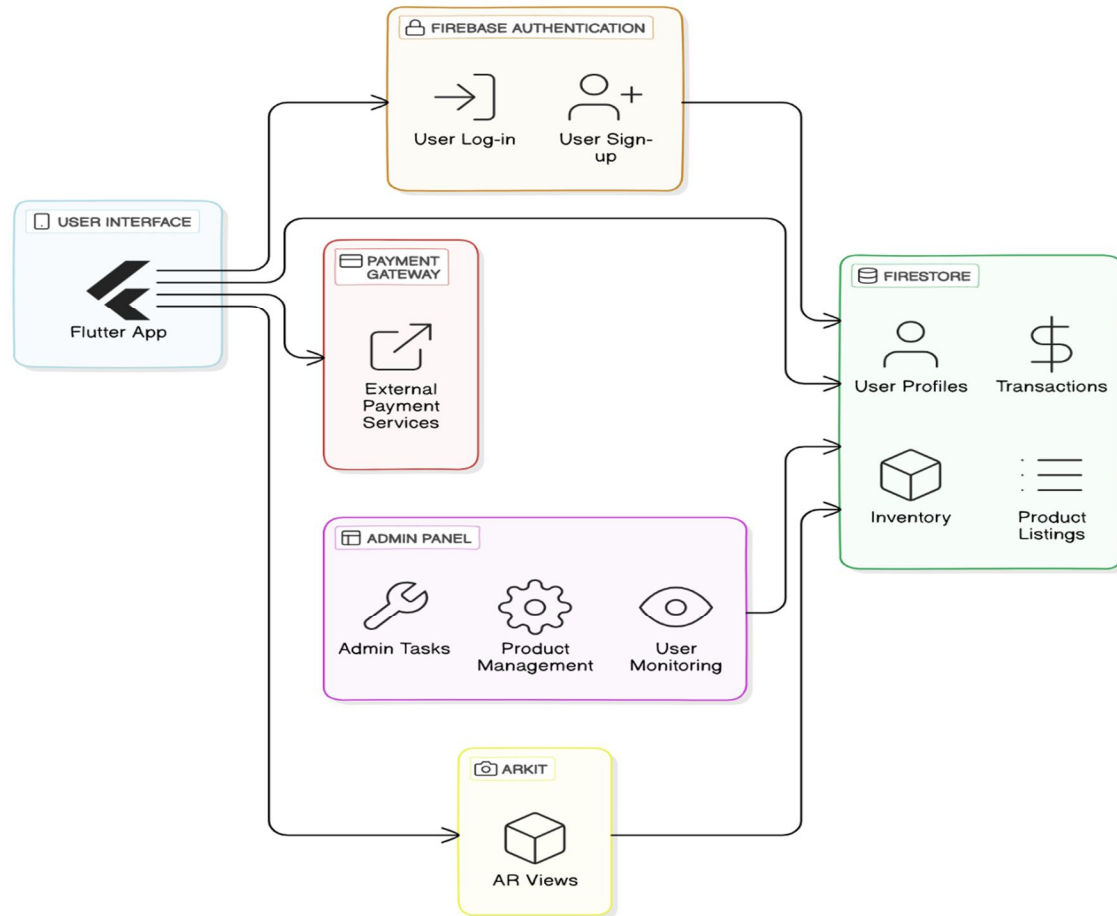 FIREBASE AUTHENTICATION
User Log-in
User Sign-
up
USER INTERFACE
Flutter App
PAYMENT
GATEWAY
External
Payment
Services
FIRESTORE
User Profiles
Transactions
Inventory
Product
Listings
ADMIN PANEL
Admin Tasks
Product
Management
User
Monitoring
ARKIT
AR Views